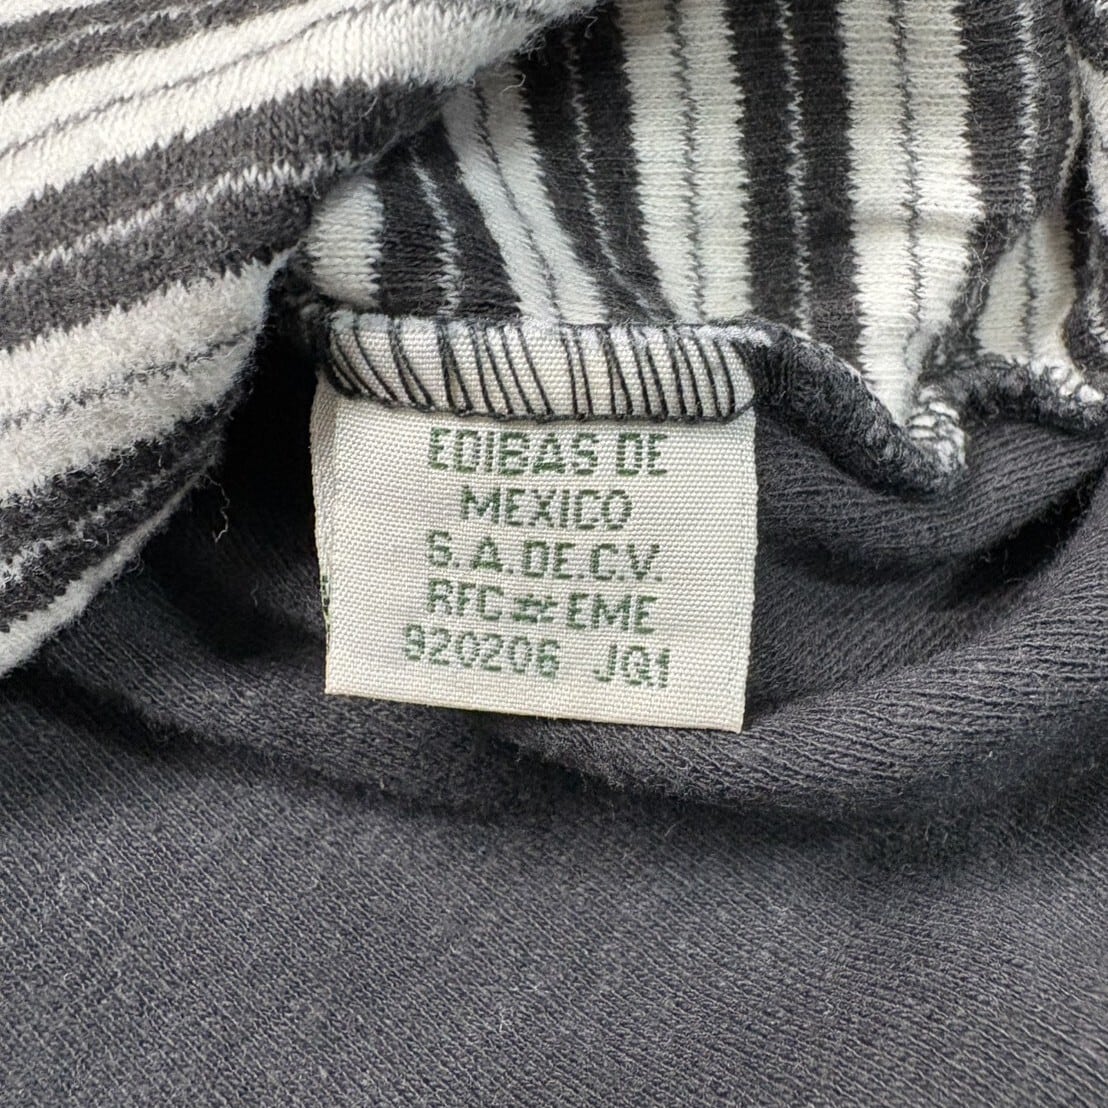 EDIBAS DE
MEXICO
S.A.DE.C.V.
RFC#EME
920206 JQ1